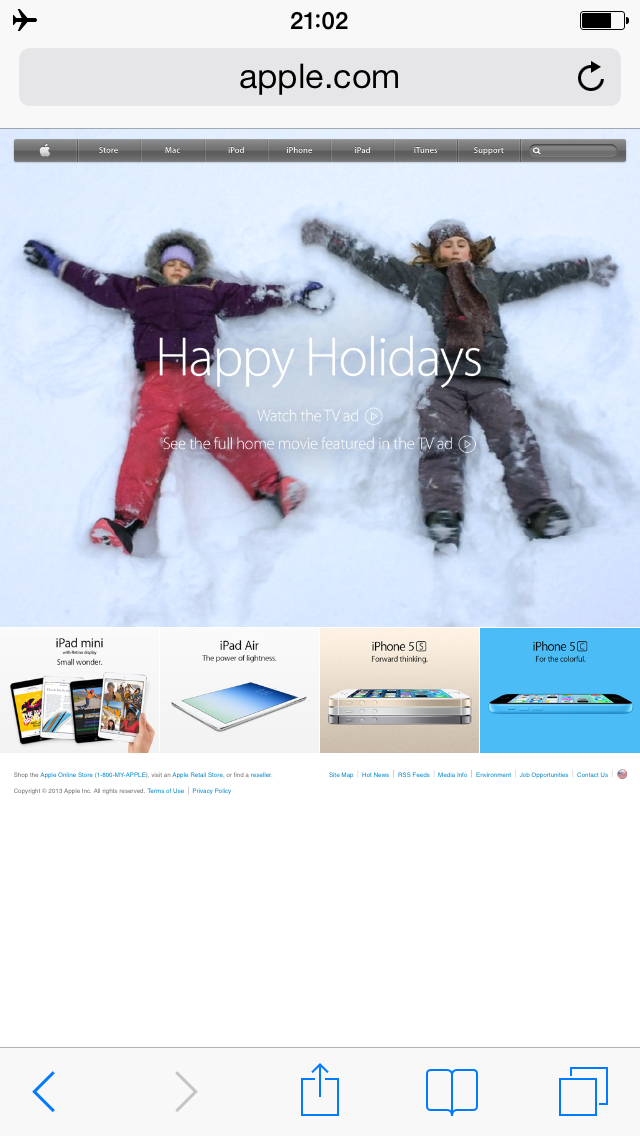 21:02
apple.com
Store Mac iPod iPhone iPad iTunes Support
Happy Holidays
Watch the TV ad
See the full home movie featured in the TV ad
iPad mini
with Retina display
Small wonder.
iPad Air
The power of lightness.
iPhone 5S
Forward thinking.
iPhone 5C
For the colorful.
Shop the Apple Online Store (1-800-MY-APPLE), visit an Apple Retail Store, or find a reseller.
Site Map | Hot News | RSS Feeds | Media Info | Environment | Job Opportunities | Contact Us |
Copyright © 2013 Apple Inc. All rights reserved. Terms of Use | Privacy Policy